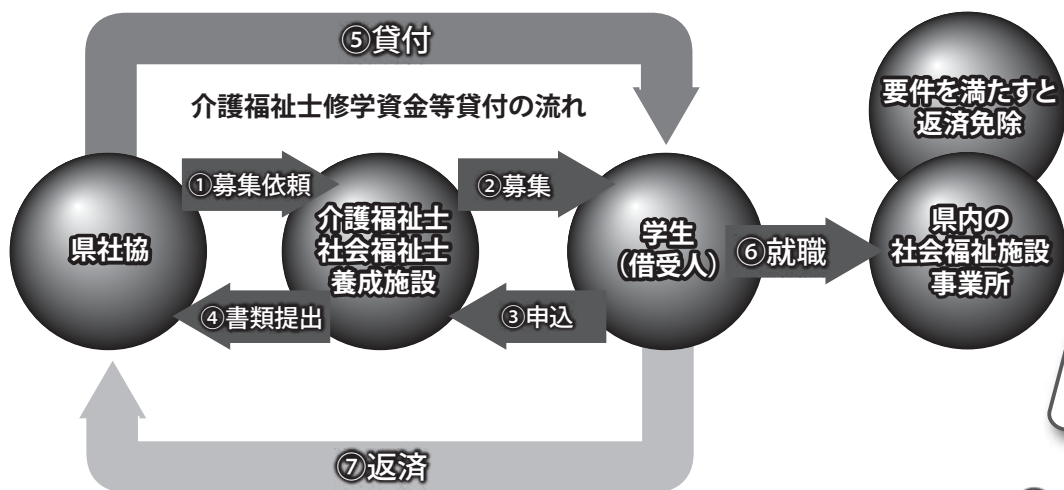 ⑤貸付
介護福祉士修学資金等貸付の流れ
要件を満たすと
返済免除
①募集依頼
②募集
県社協
介護福祉士
社会福祉士
養成施設
学生
(借受人)
⑥就職
県内の
社会福祉施設
事業所
④書類提出
③申込
⑦返済